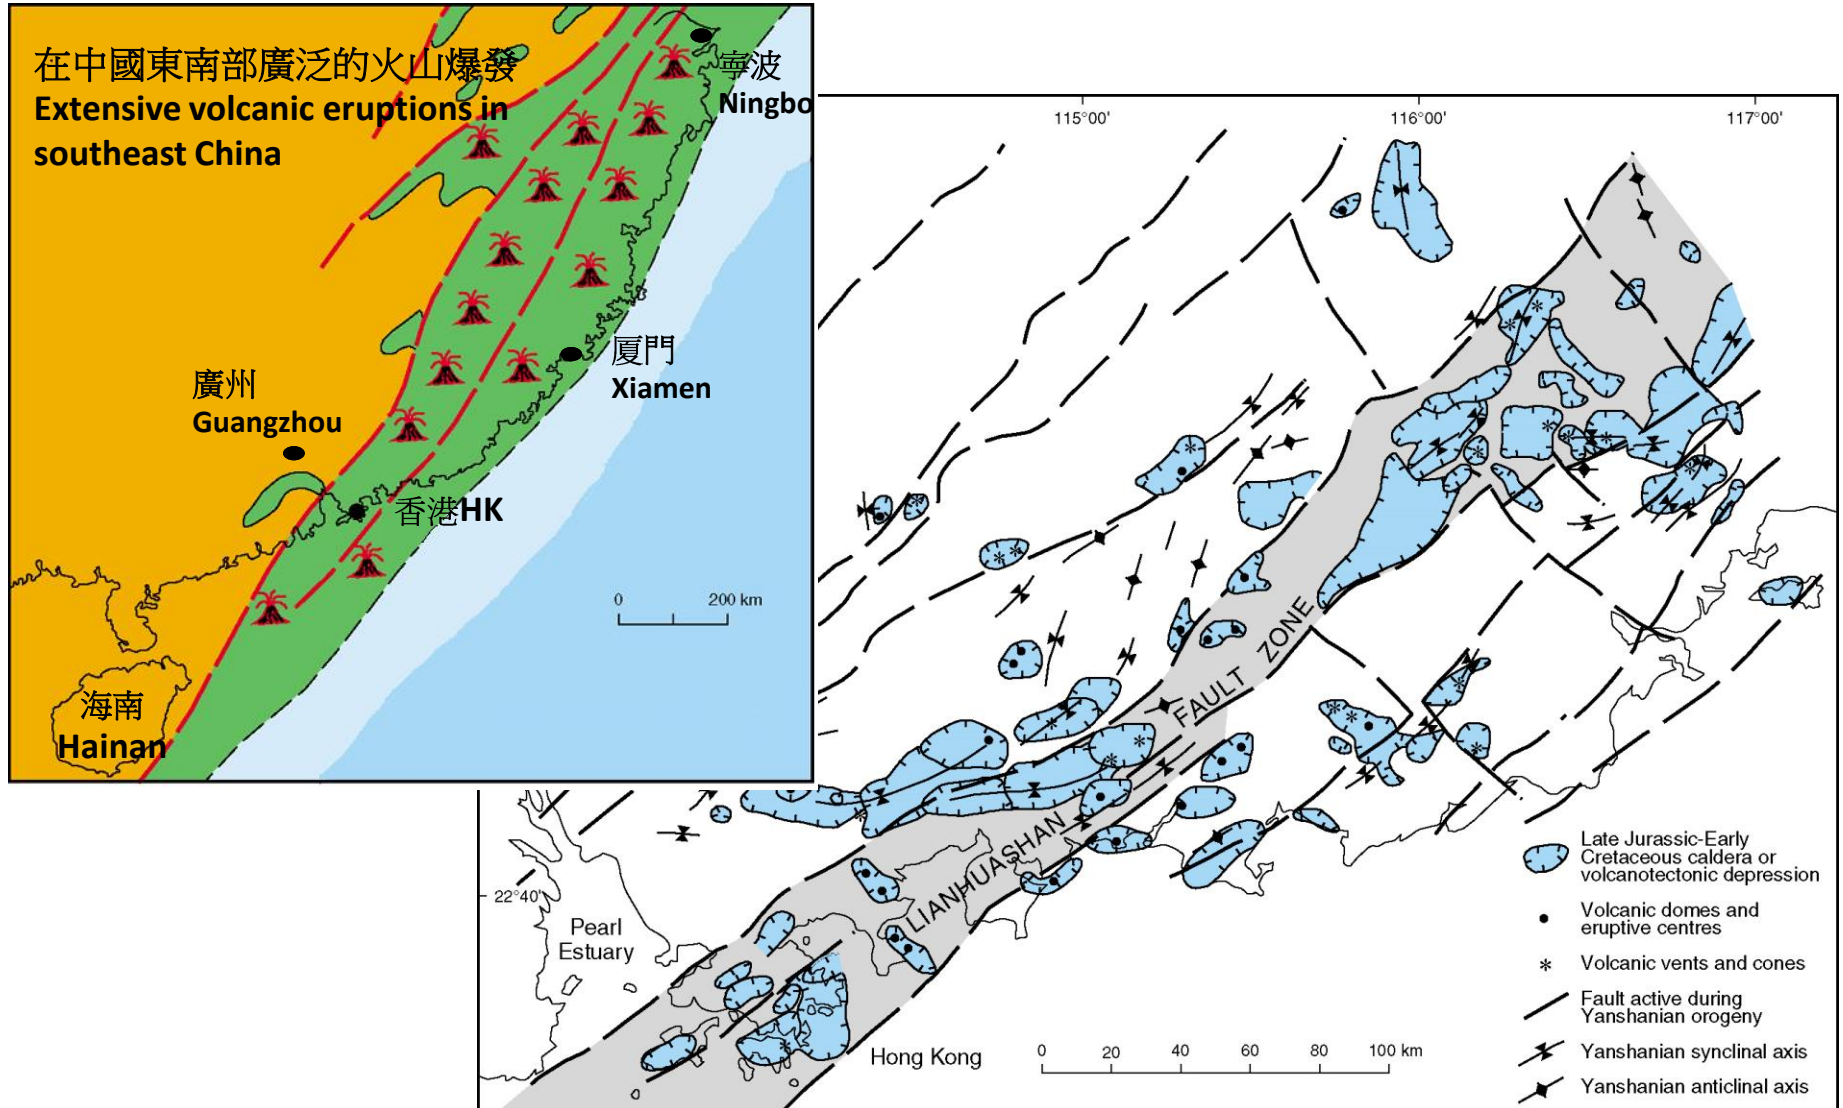 在中國東南部廣泛的火山爆發
Extensive volcanic eruptions in
southeast China
寧波
Ningbo
厦門
Xiamen
廣州
Guangzhou
香港HK
海南
Hainan
0 200 km
115°00' 116°00' 117°00'
22°40'
Pearl
Estuary
LIANHUASHAN FAULT ZONE
Hong Kong
0 20 40 60 80 100 km
Late Jurassic-Early
Cretaceous caldera or
volcanotectonic depression
Volcanic domes and
eruptive centres
Volcanic vents and cones
Fault active during
Yanshanian orogeny
Yanshanian synclinal axis
Yanshanian anticlinal axis